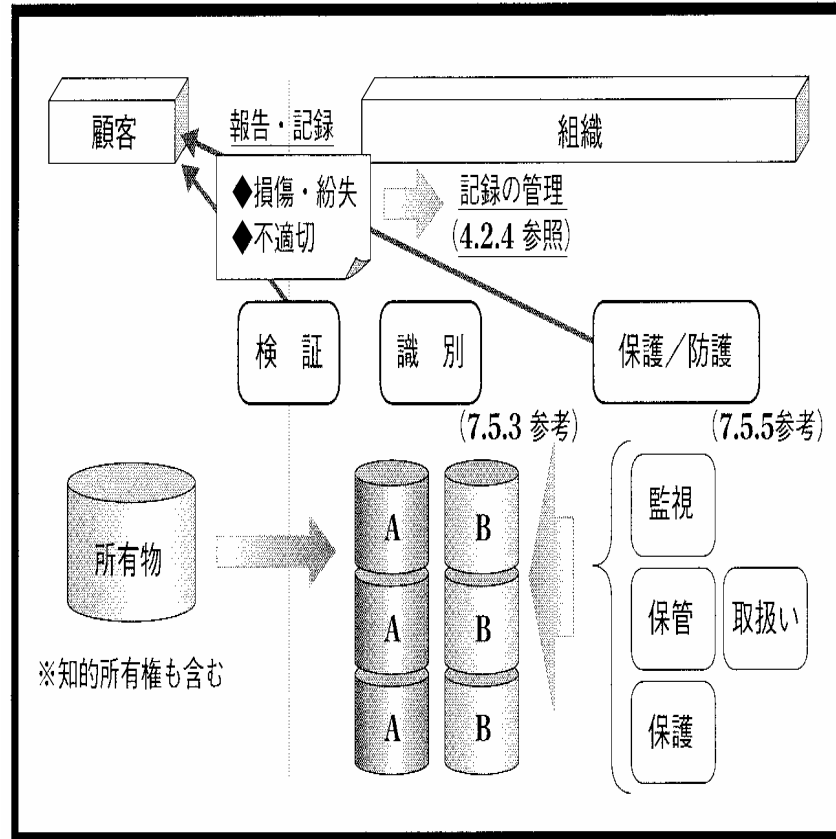 顧客
報告・記録
組織
◆損傷・紛失
◆不適切
記録の管理
(4.2.4 参照)
検 証
識 別
保護／防護
(7.5.3 参考)
(7.5.5参考)
所有物
A
B
A
B
A
B
監視
保管
取扱い
保護
※知的所有権も含む